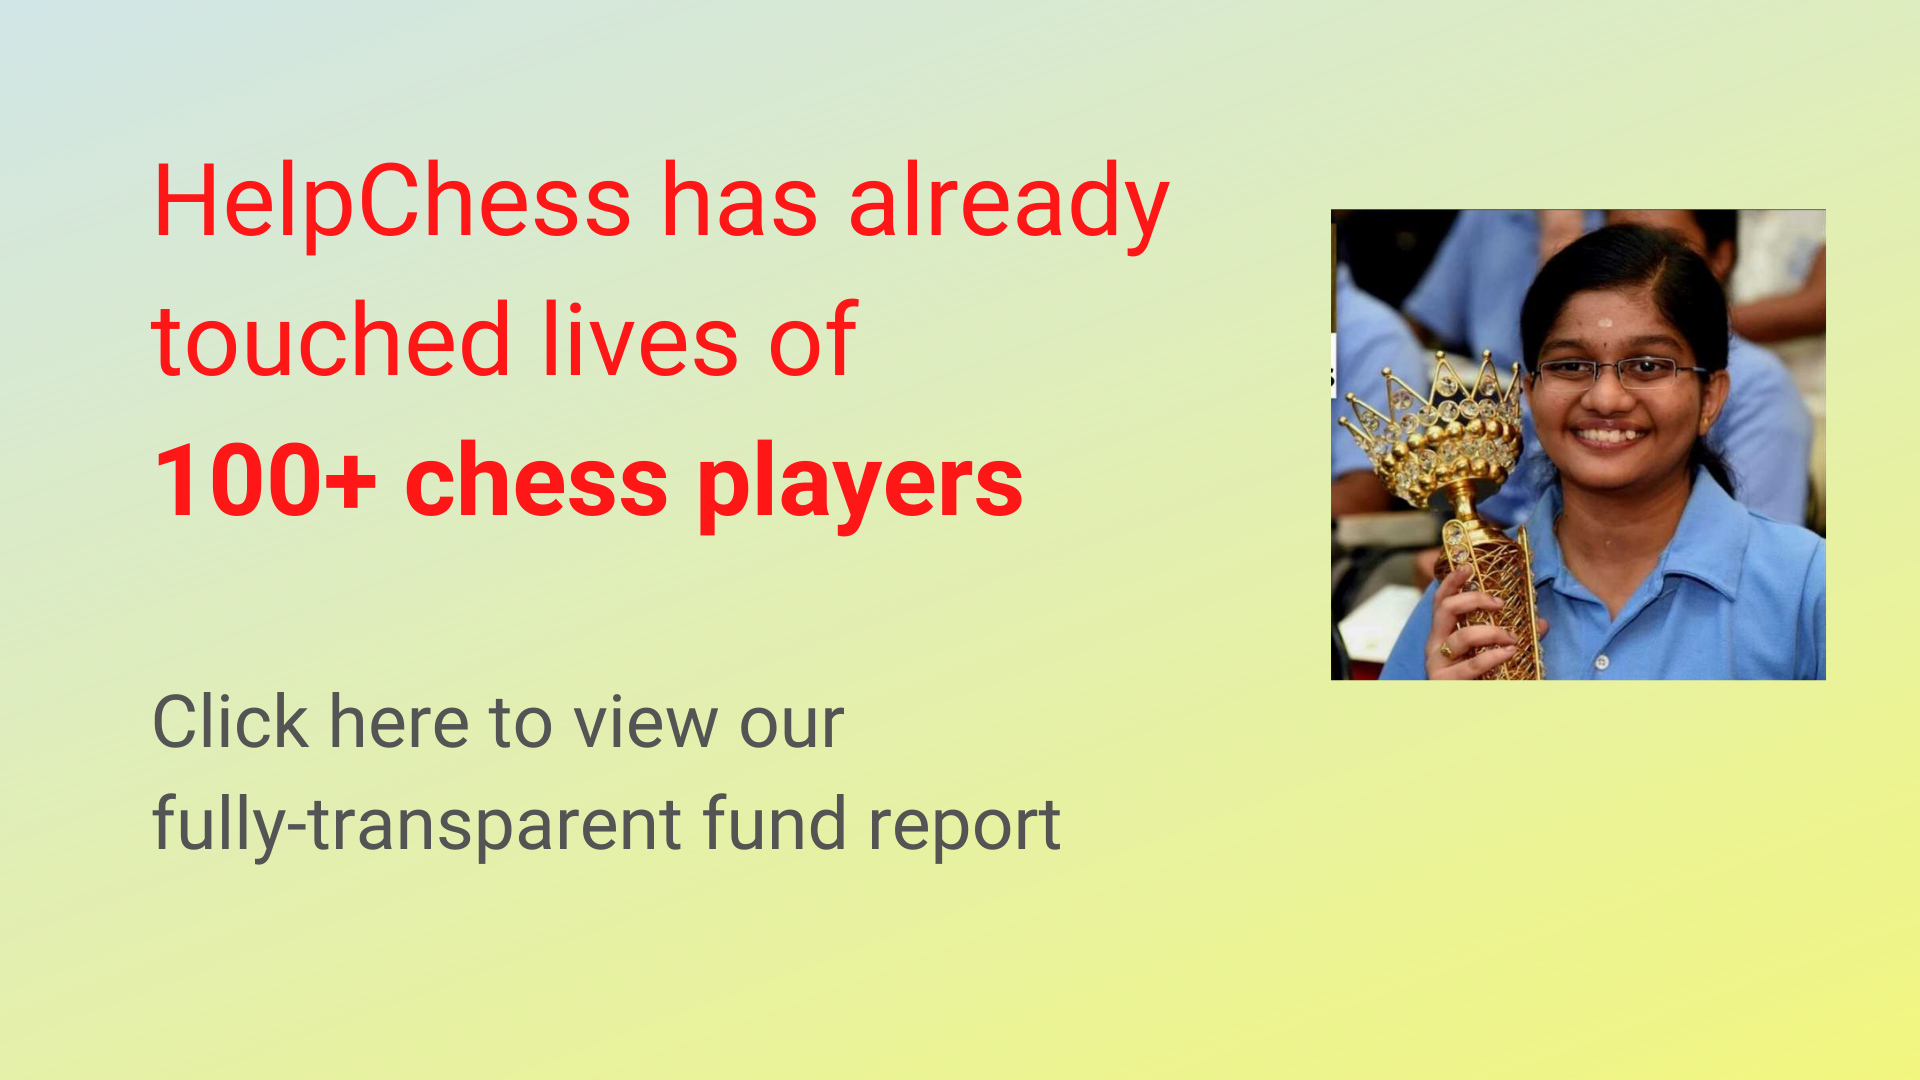 HelpChess has already
touched lives of
100+ chess players
Click here to view our
fully-transparent fund report